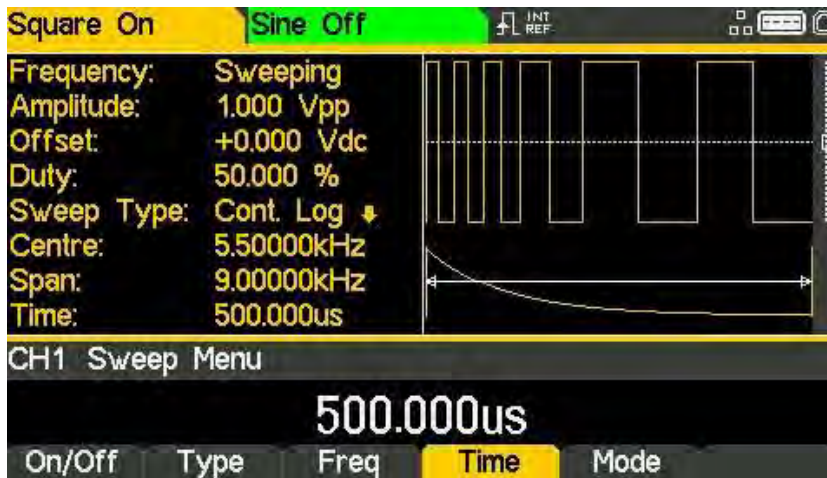 Square On Sine Off INT REF
Frequency: Sweeping
Amplitude: 1.000 Vpp
Offset: +0.000 Vdc
Duty: 50.000 %
Sweep Type: Cont. Log
Centre: 5.50000kHz
Span: 9.00000kHz
Time: 500.000us
CH1 Sweep Menu
500.000us
On/Off Type Freq Time Mode